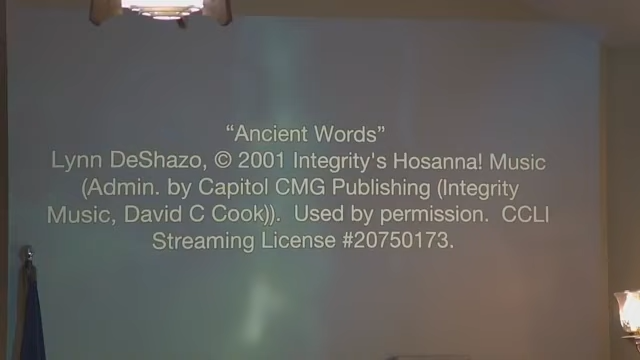 “Ancient Words”
Lynn DeShazo, © 2001 Integrity's Hosanna! Music
(Admin. by Capitol CMG Publishing (Integrity
Music, David C Cook)).  Used by permission.  CCLI
Streaming License #20750173.